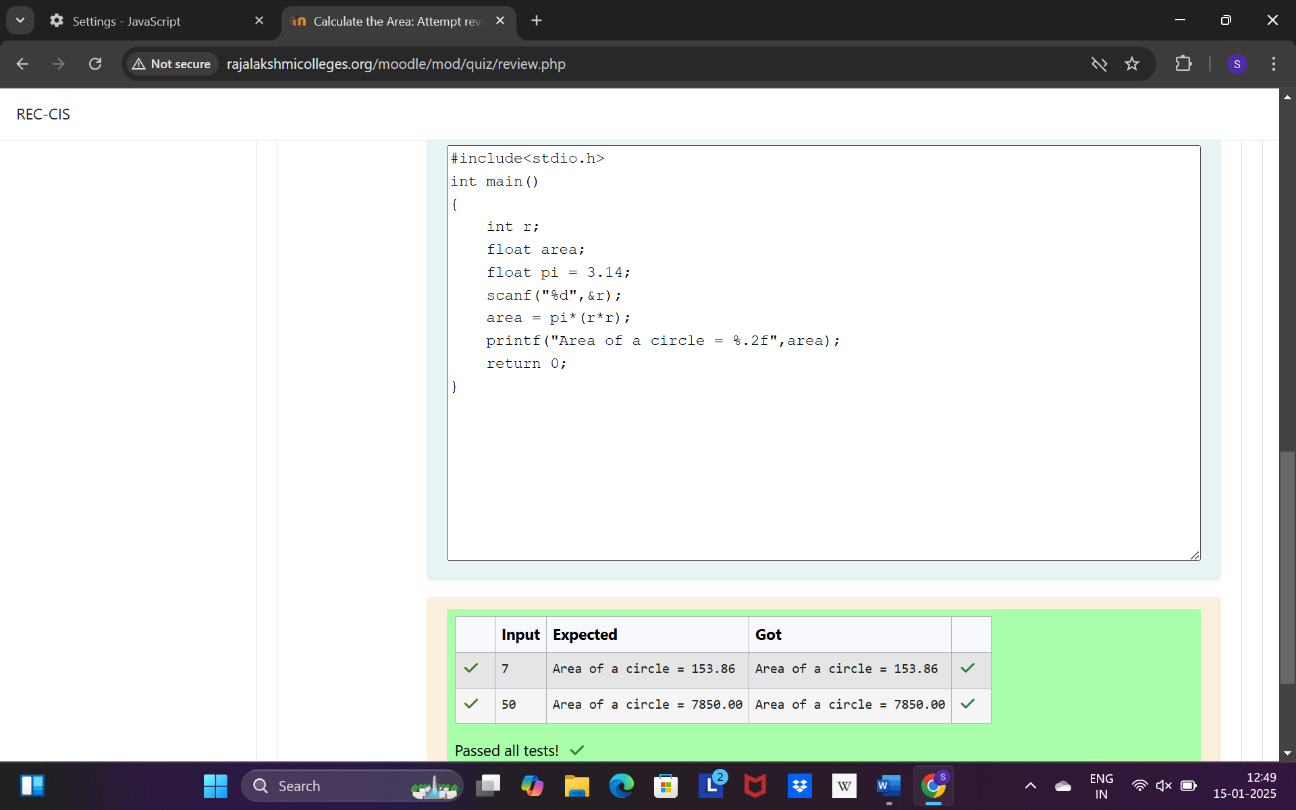 Settings - JavaScript
Calculate the Area: Attempt rev
Not secure
rajalakshmicolleges.org/moodle/mod/quiz/review.php
S
REC-CIS
#include<stdio.h>
int main()
{
    int r;
    float area;
    float pi = 3.14;
    scanf("%d",&r);
    area = pi*(r*r);
    printf("Area of a circle = %.2f",area);
    return 0;
}
Input Expected Got
7 Area of a circle = 153.86 Area of a circle = 153.86
50 Area of a circle = 7850.00 Area of a circle = 7850.00
Passed all tests!
Search
L 2
W
W
S
ENG
IN
12:49
15-01-2025